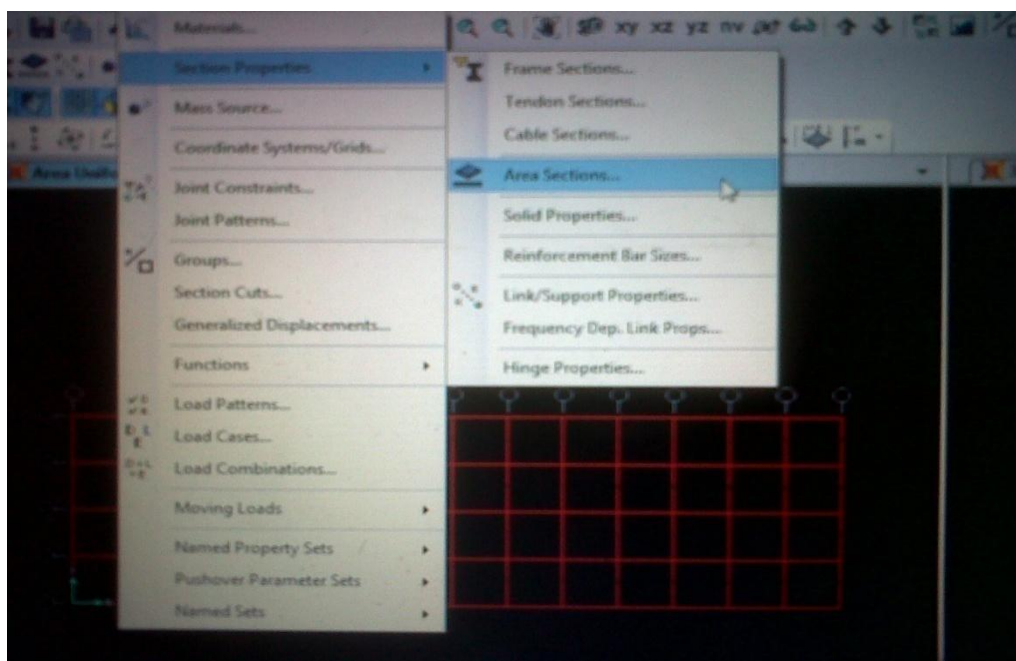 Materials...
xy xz yz nv
Section Properties
Frame Sections...
Tendon Sections...
Mass Source...
Cable Sections...
Coordinate Systems/Grids...
Area
Area Sections...
Joint Constraints...
Solid Properties...
Joint Patterns...
Reinforcement Bar Sizes...
Groups...
Section Cuts...
Link/Support Properties...
Generalized Displacements...
Frequency Dep. Link Props...
Functions
Hinge Properties...
Load Patterns...
Load Cases...
Load Combinations...
Moving Loads
Named Property Sets
Pushover Parameter Sets
Named Sets